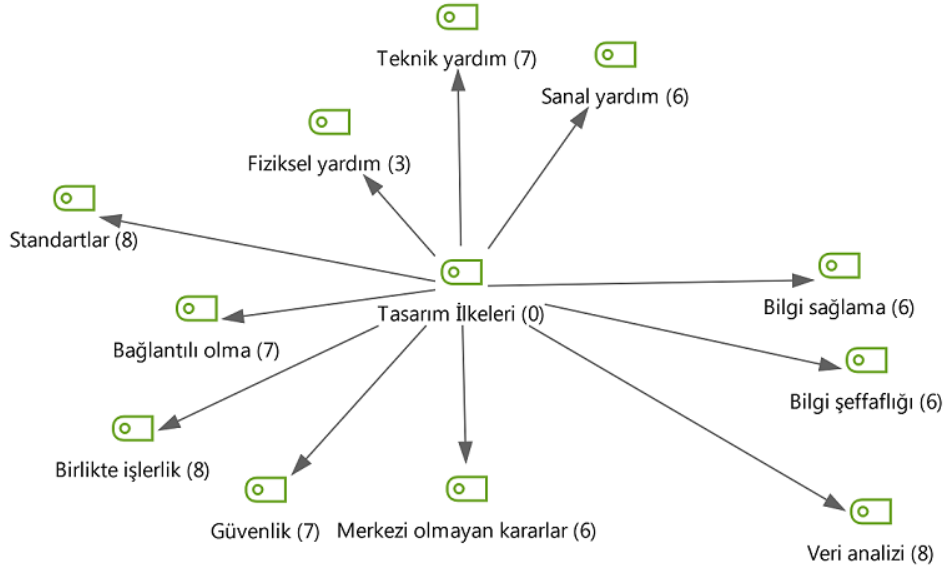 Teknik yardım (7)
Sanal yardım (6)
Fiziksel yardım (3)
Standartlar (8)
Tasarım İlkeleri (0)
Bilgi sağlama (6)
Bağlantılı olma (7)
Bilgi şeffaflığı (6)
Birlikte işlerlik (8)
Güvenlik (7)
Merkezi olmayan kararlar (6)
Veri analizi (8)